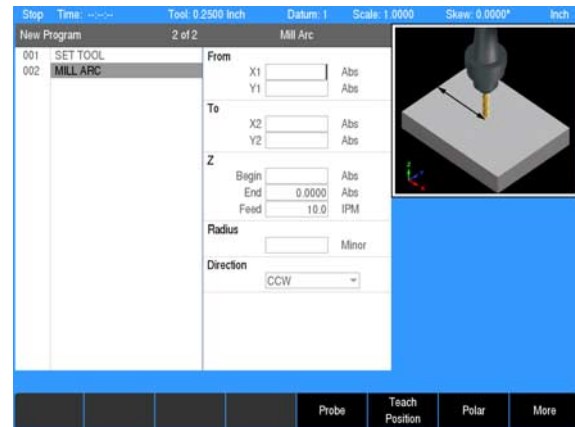 Stop Time: --:--:-- Tool: 0.2500 Inch Datum: 1 Scale: 1.0000 Skew: 0.0000° Inch
New Program 2 of 2 Mill Arc
001 SET TOOL
002 MILL ARC
From
X1 Abs
Y1 Abs
To
X2 Abs
Y2 Abs
Z
Begin Abs
End 0.0000 Abs
Feed 10.0 IPM
Radius
Minor
Direction
CCW
Probe Teach Position Polar More